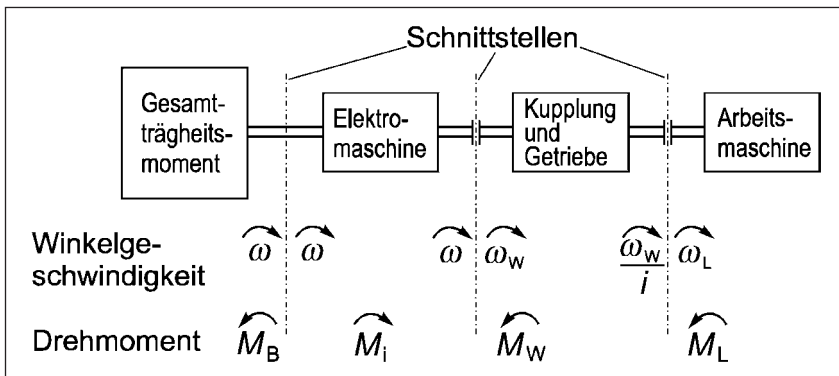 Schnittstellen
Gesamt-
trägheits-
moment
Elektro-
maschine
Kupplung
und
Getriebe
Arbeits-
maschine
Winkelge-
schwindigkeit
ω ω ω ω_W ω_W/i ω_L
Drehmoment M_B M_i M_W M_L